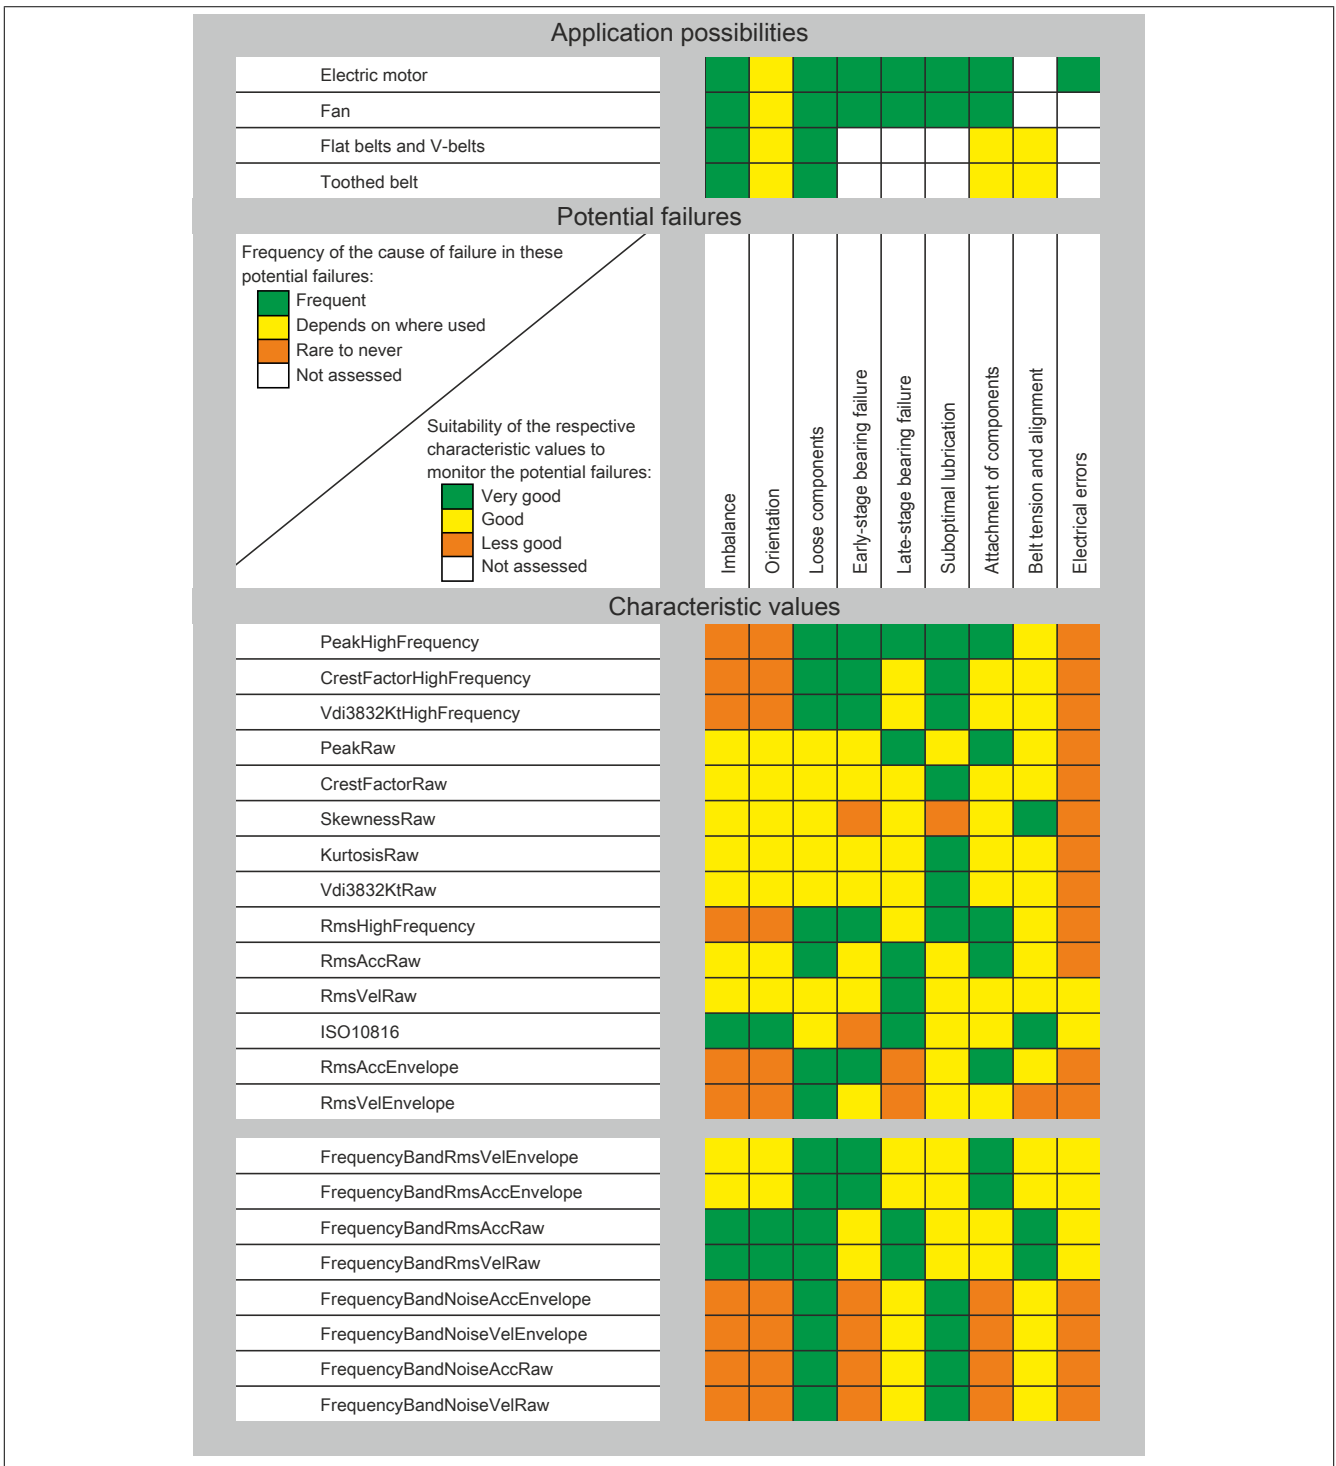 Application possibilities
Electric motor
Fan
Flat belts and V-belts
Toothed belt
Potential failures
Frequency of the cause of failure in these
potential failures:
Frequent
Depends on where used
Rare to never
Not assessed
Suitability of the respective
characteristic values to
monitor the potential failures:
Very good
Good
Less good
Not assessed
Imbalance
Orientation
Loose components
Early-stage bearing failure
Late-stage bearing failure
Suboptimal lubrication
Attachment of components
Belt tension and alignment
Electrical errors
Characteristic values
PeakHighFrequency
CrestFactorHighFrequency
Vdi3832KtHighFrequency
PeakRaw
CrestFactorRaw
SkewnessRaw
KurtosisRaw
Vdi3832KtRaw
RmsHighFrequency
RmsAccRaw
RmsVelRaw
ISO10816
RmsAccEnvelope
RmsVelEnvelope
FrequencyBandRmsVelEnvelope
FrequencyBandRmsAccEnvelope
FrequencyBandRmsAccRaw
FrequencyBandRmsVelRaw
FrequencyBandNoiseAccEnvelope
FrequencyBandNoiseVelEnvelope
FrequencyBandNoiseAccRaw
FrequencyBandNoiseVelRaw